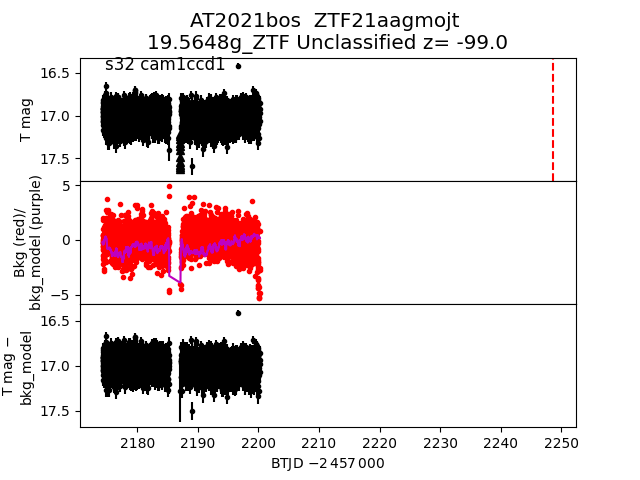 AT2021bos  ZTF21aagmojt
19.5648g_ZTF Unclassified z= -99.0
s32 cam1ccd1
16.5
17.0
17.5
T mag
5
0
−5
Bkg (red)/
bkg_model (purple)
16.5
17.0
17.5
T mag −
bkg_model
2180 2190 2200 2210 2220 2230 2240 2250
BTJD −2 457 000